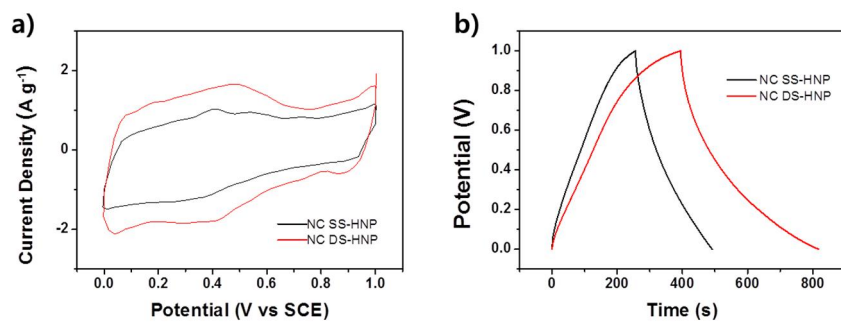 a)
Current Density (A g⁻¹)
2
0
-2
NC SS-HNP
NC DS-HNP
0.0 0.2 0.4 0.6 0.8 1.0
Potential (V vs SCE)
b)
Potential (V)
1.0
0.8
0.6
0.4
0.2
0.0
NC SS-HNP
NC DS-HNP
0 200 400 600 800
Time (s)